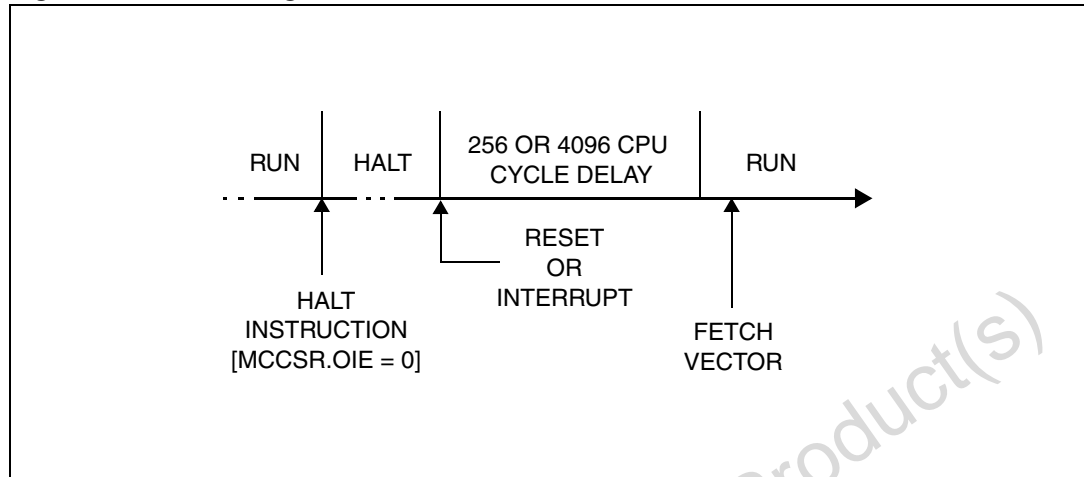 RUN
HALT
256 OR 4096 CPU
CYCLE DELAY
RUN
RESET
OR
INTERRUPT
HALT
INSTRUCTION
[MCCSR.OIE = 0]
FETCH
VECTOR
Product(s)